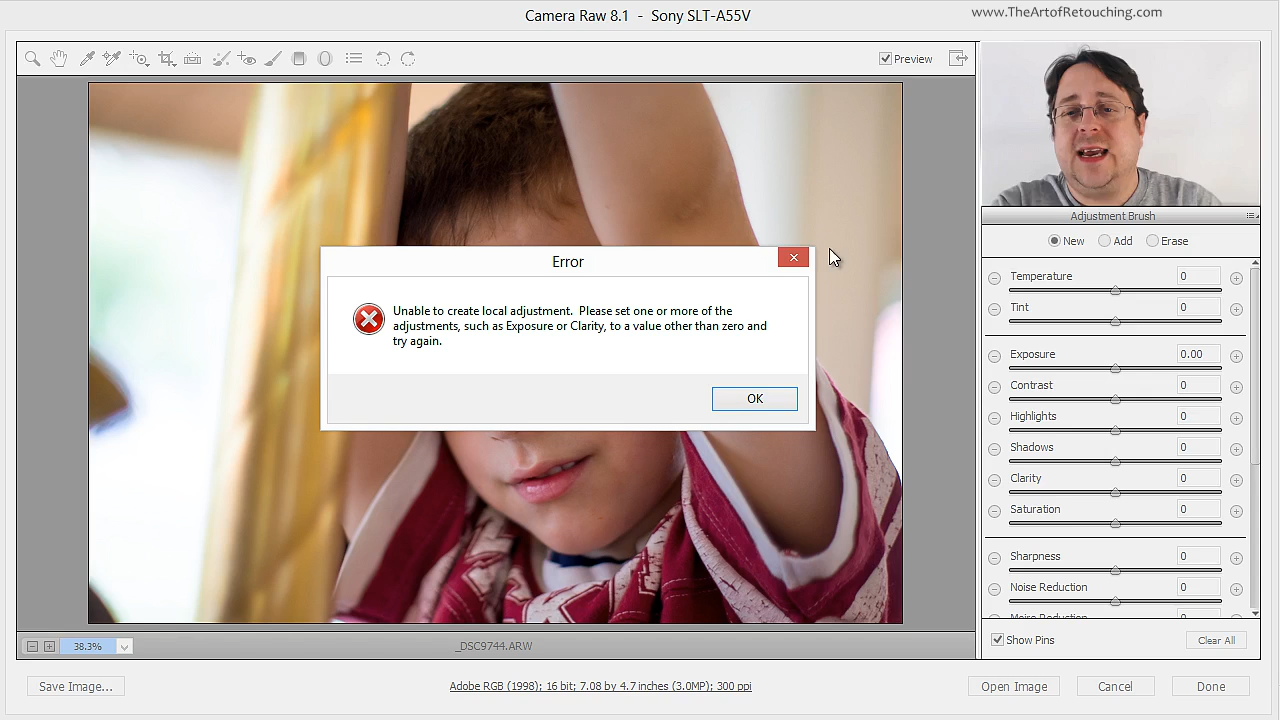 Camera Raw 8.1 - Sony SLT-A55V
www.TheArtofRetouching.com
Preview
Adjustment Brush
New Add Erase
Temperature 0
Tint 0
Exposure 0.00
Contrast 0
Highlights 0
Shadows 0
Clarity 0
Saturation 0
Sharpness 0
Noise Reduction 0
Moire Reduction
Show Pins
Clear All
Error
Unable to create local adjustment. Please set one or more of the
adjustments, such as Exposure or Clarity, to a value other than zero and
try again.
OK
38.3%
_DSC9744.ARW
Save Image...
Adobe RGB (1998); 16 bit; 7.08 by 4.7 inches (3.0MP); 300 ppi
Open Image
Cancel
Done